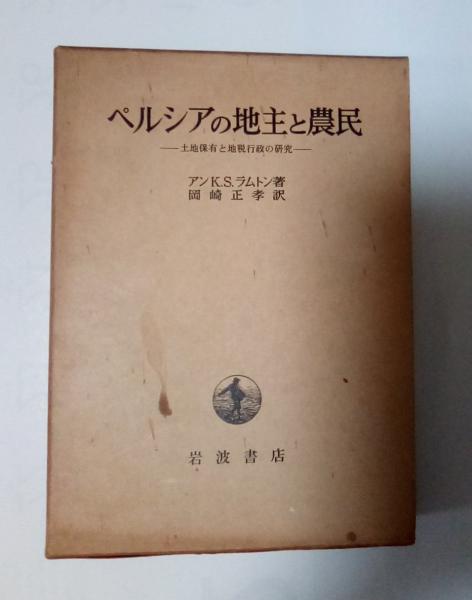 ペルシアの地主と農民
──土地保有と地税行政の研究──
アンK.S.ラムトン著
岡崎正孝訳
岩波書店